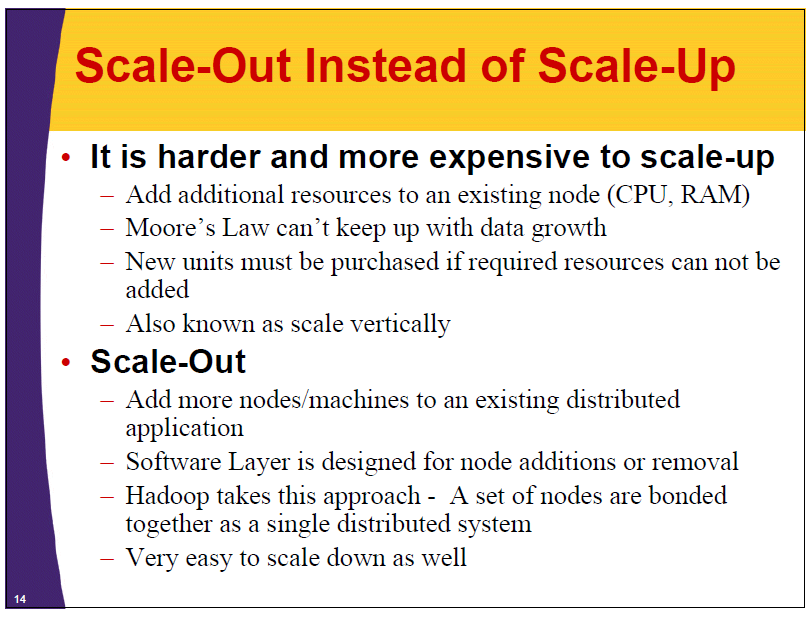 Scale-Out Instead of Scale-Up
• It is harder and more expensive to scale-up
– Add additional resources to an existing node (CPU, RAM)
– Moore’s Law can’t keep up with data growth
– New units must be purchased if required resources can not be
added
– Also known as scale vertically
• Scale-Out
– Add more nodes/machines to an existing distributed
application
– Software Layer is designed for node additions or removal
– Hadoop takes this approach -  A set of nodes are bonded
together as a single distributed system
– Very easy to scale down as well
14